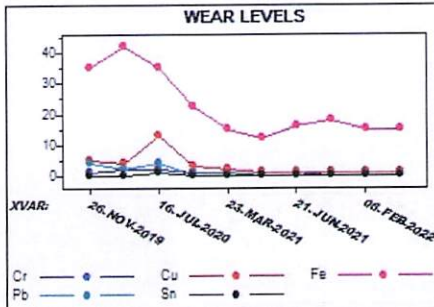 WEAR LEVELS
40
30
20
10
0
XVAR:
26.NOV.2019
16.JUL.2020
23.MAR.2021
21.JUN.2021
08.FEB.2022
Cr
Cu
Fe
Pb
Sn